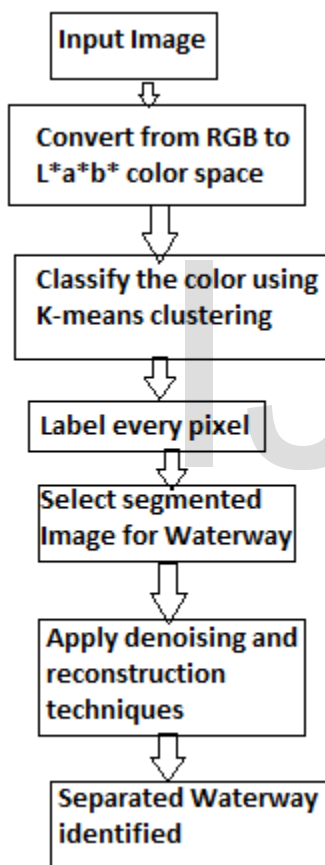 Input Image
Convert from RGB to
L*a*b* color space
Classify the color using
K-means clustering
Label every pixel
Select segmented
Image for Waterway
Apply denoising and
reconstruction
techniques
Separated Waterway
identified